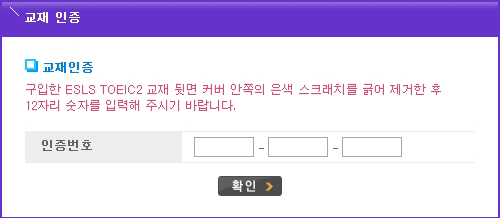 교재 인증
교재인증
구입한 ESLS TOEIC2 교재 뒷면 커버 안쪽의 은색 스크래치를 긁어 제거한 후
12자리 숫자를 입력해 주시기 바랍니다.
인증번호 - -
확인